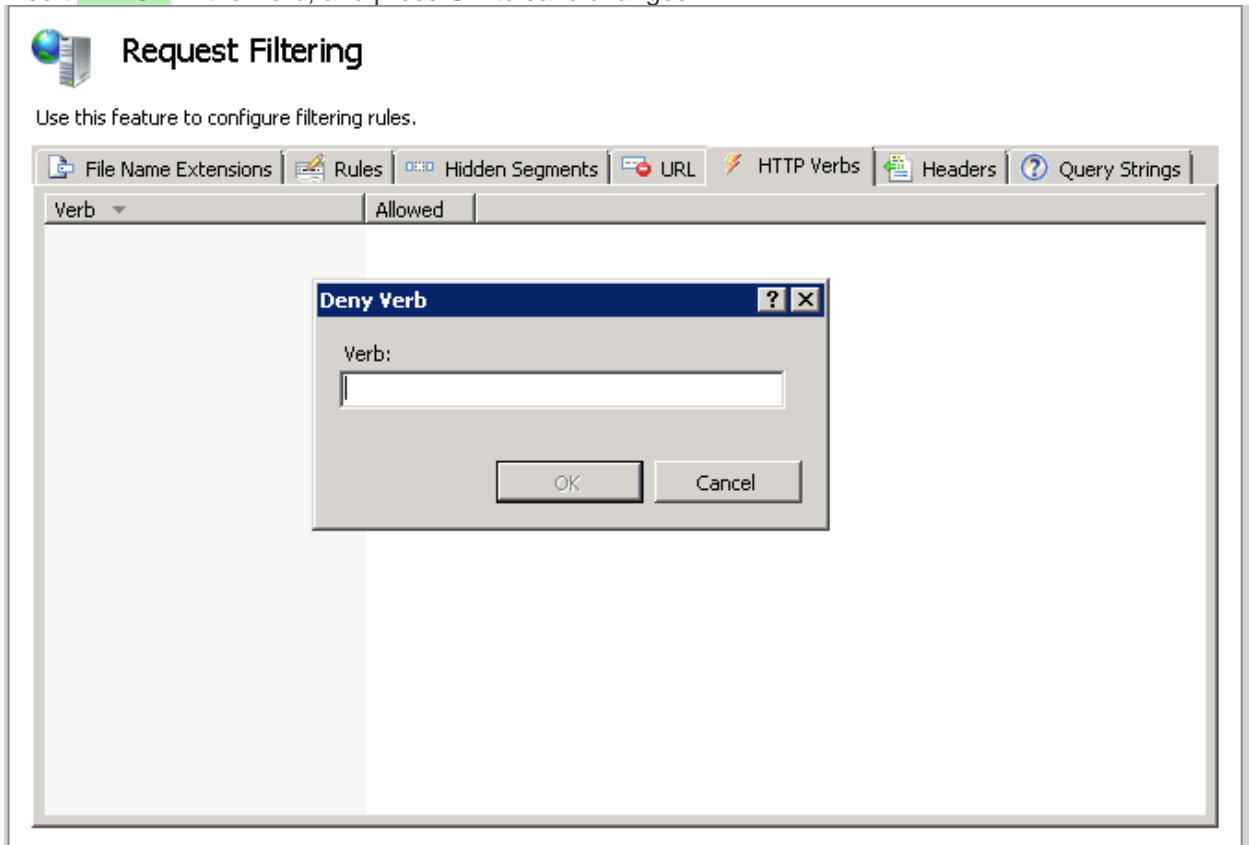 Request Filtering
Use this feature to configure filtering rules.
File Name Extensions Rules Hidden Segments URL HTTP Verbs Headers Query Strings
Verb Allowed
Deny Verb
Verb:
OK Cancel